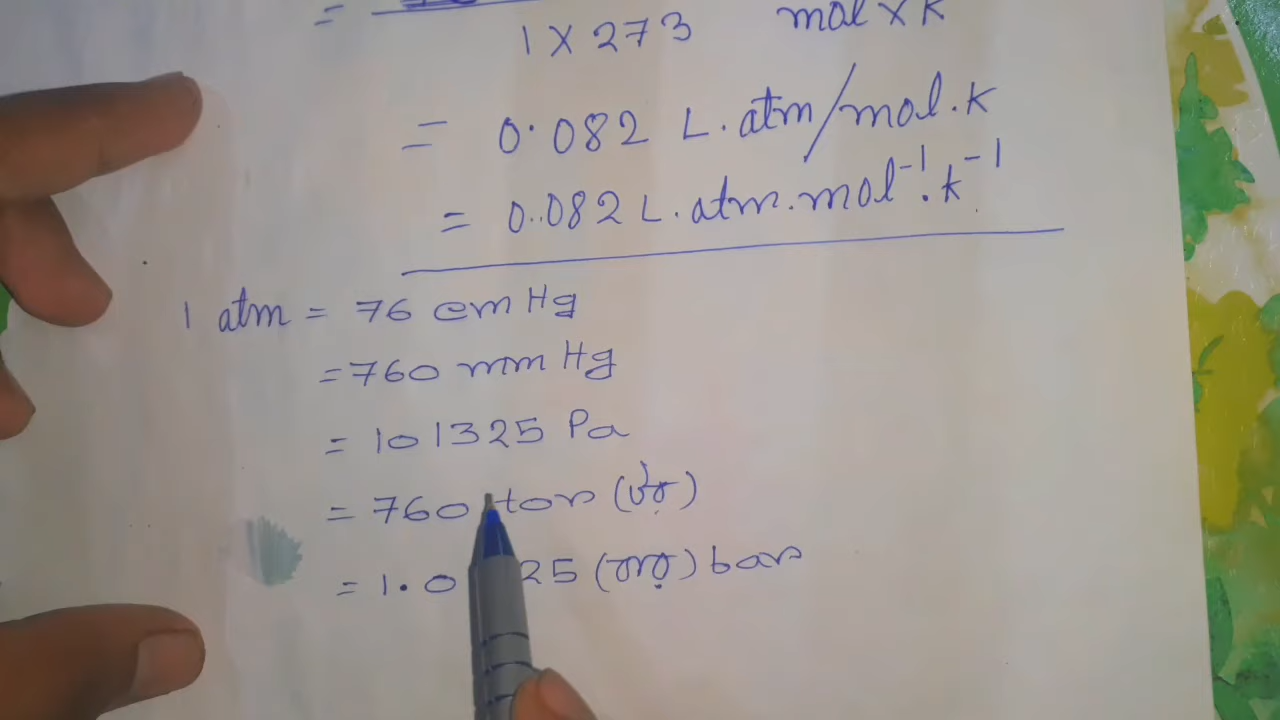 =
1 X 273 mol x K
= 0.082 L.atm/mol.k
= 0.082 L.atm.mol⁻¹.k⁻¹
1 atm = 76 cm Hg
= 760 mm Hg
= 101325 Pa
= 760 torr
= 1.0 25 bar